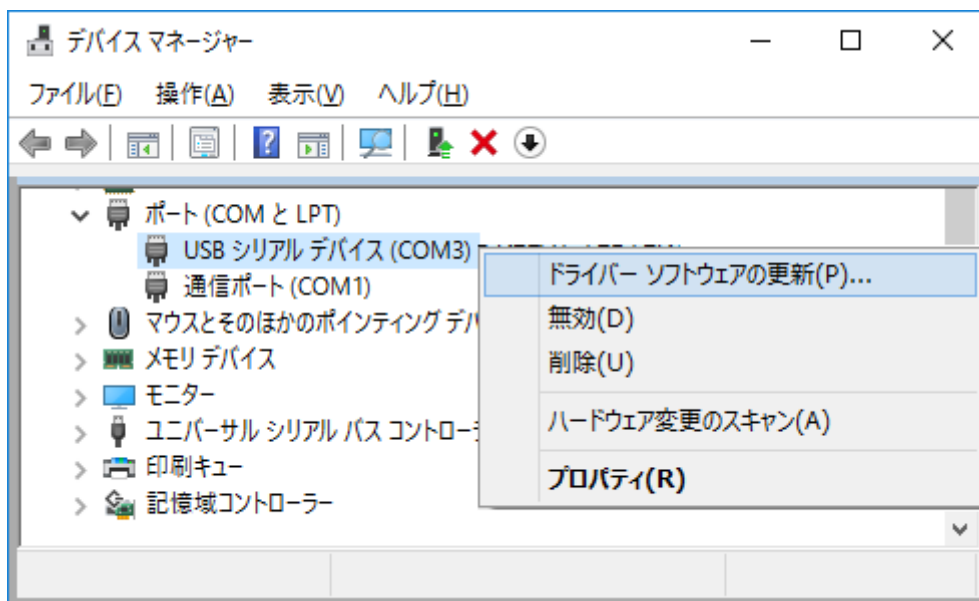 デバイス マネージャー
ファイル(F) 操作(A) 表示(V) ヘルプ(H)
ポート (COM と LPT)
USB シリアル デバイス (COM3)
通信ポート (COM1)
マウスとそのほかのポインティング デバ
メモリ デバイス
モニター
ユニバーサル シリアル バス コントロー
印刷キュー
記憶域コントローラー
ドライバー ソフトウェアの更新(P)...
無効(D)
削除(U)
ハードウェア変更のスキャン(A)
プロパティ(R)